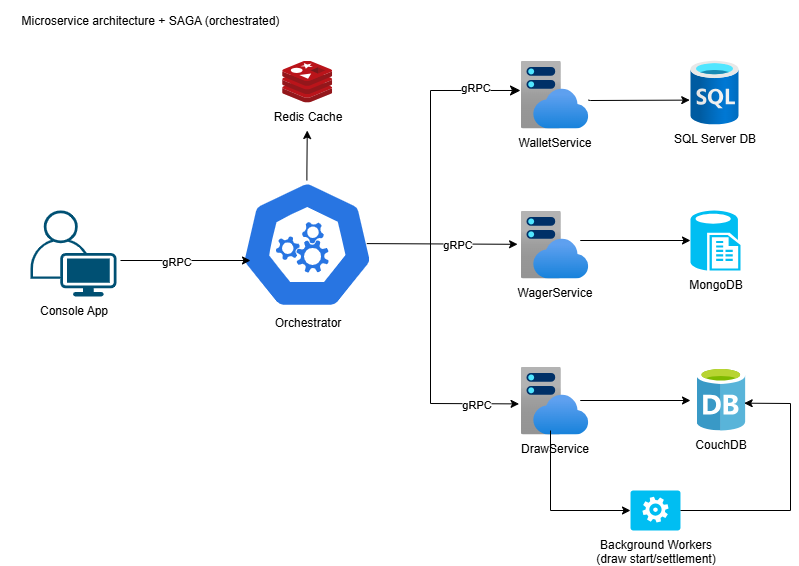 Microservice architecture + SAGA (orchestrated)
Redis Cache
gRPC
WalletService
SQL
SQL Server DB
gRPC
Console App
Orchestrator
gRPC
WagerService
MongoDB
gRPC
DrawService
DB
CouchDB
Background Workers
(draw start/settlement)